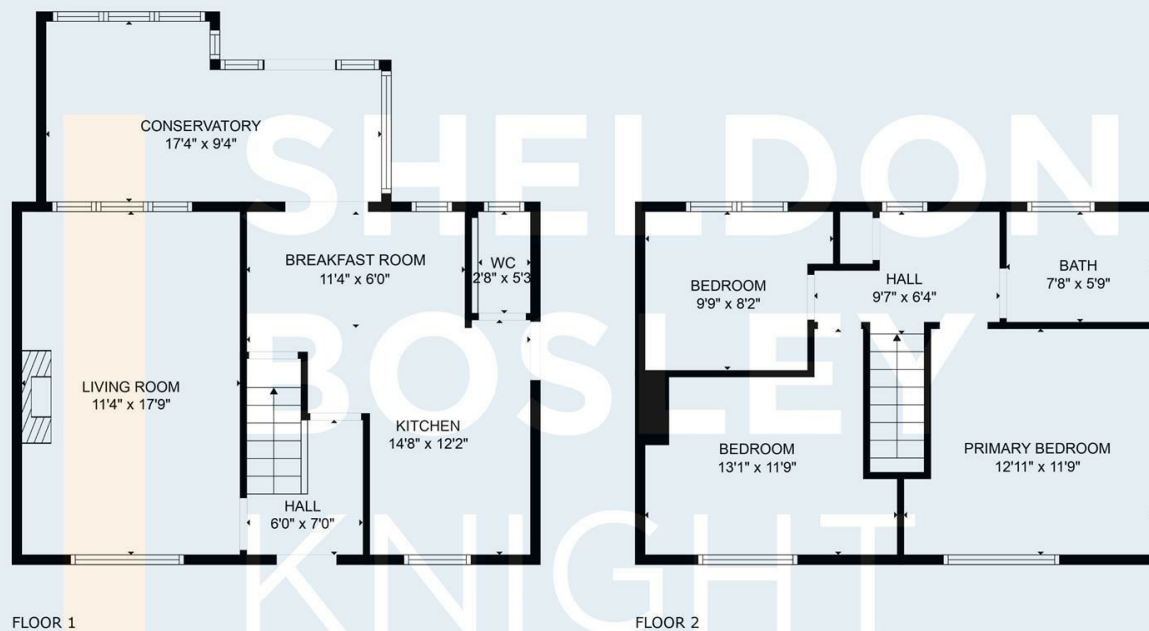 SHELDON
BOSLEY
KNIGHT
CONSERVATORY
17'4" x 9'4"
BREAKFAST ROOM
11'4" x 6'0"
WC
2'8" x 5'3
LIVING ROOM
11'4" x 17'9"
KITCHEN
14'8" x 12'2"
HALL
6'0" x 7'0"
FLOOR 1
BEDROOM
9'9" x 8'2"
HALL
9'7" x 6'4"
BATH
7'8" x 5'9"
BEDROOM
13'1" x 11'9"
PRIMARY BEDROOM
12'11" x 11'9"
FLOOR 2